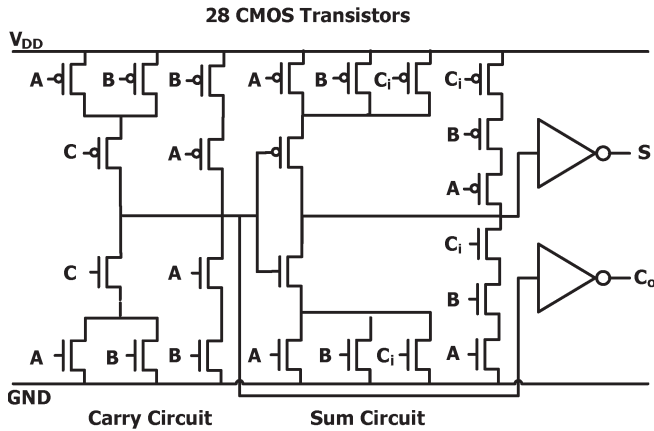 28 CMOS Transistors
VDD
A B B A B Ci Ci
C A B S
A
C A Ci
B Co
A B B A B Ci A
GND
Carry Circuit Sum Circuit